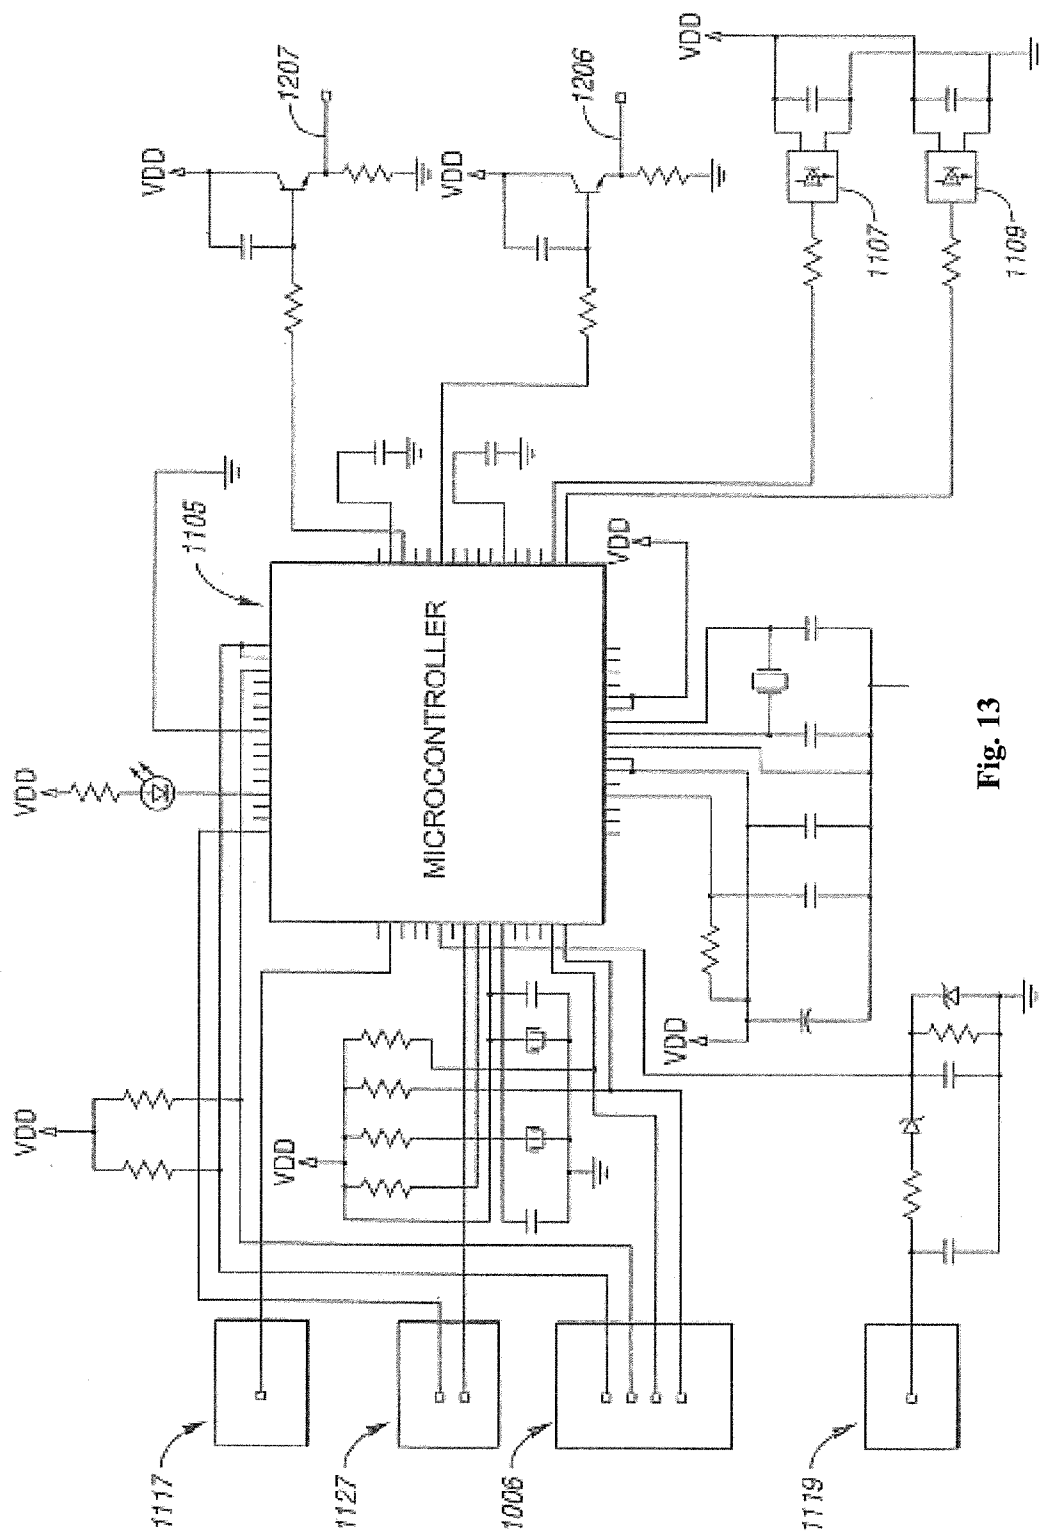 1117
1127
1006
1119
VDD
VDD
VDD
VDD
1105
MICROCONTROLLER
VDD
VDD
1207
VDD
1206
VDD
1107
1109
Fig. 13